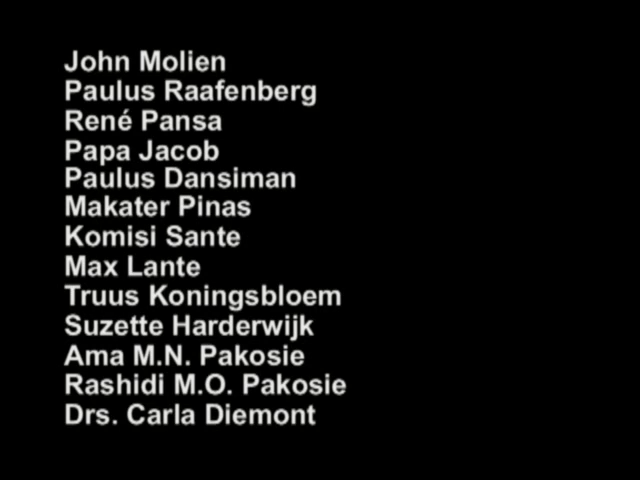 John Molien
Paulus Raafenberg
René Pansa
Papa Jacob
Paulus Dansiman
Makater Pinas
Komisi Sante
Max Lante
Truus Koningsbloem
Suzette Harderwijk
Ama M.N. Pakosie
Rashidi M.O. Pakosie
Drs. Carla Diemont